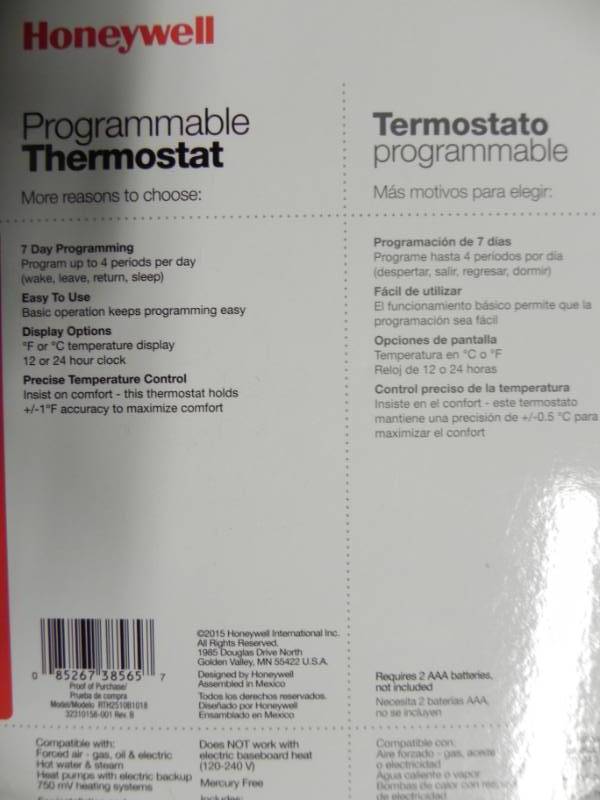 Honeywell
Programmable
Thermostat
More reasons to choose:
7 Day Programming
Program up to 4 periods per day
(wake, leave, return, sleep)
Easy To Use
Basic operation keeps programming easy
Display Options
°F or °C temperature display
12 or 24 hour clock
Precise Temperature Control
Insist on comfort - this thermostat holds
+/-1°F accuracy to maximize comfort
Termostato
programmable
Más motivos para elegir:
Programación de 7 días
Programe hasta 4 periodos por día
(despertar, salir, regresar, dormir)
Fácil de utilizar
El funcionamiento básico permite que la
programación sea fácil
Opciones de pantalla
Temperatura en °C o °F
Reloj de 12 o 24 horas
Control preciso de la temperatura
Insiste en el confort - este termostato
mantiene una precisión de +/-0.5 °C para
maximizar el confort
0 85267 38565 7
Proof of Purchase/
Prueba de compra
Model/Modelo RTH2510B1018
32310156-001 Rev. B
©2015 Honeywell International Inc.
All Rights Reserved.
1985 Douglas Drive North
Golden Valley, MN 55422 U.S.A.
Designed by Honeywell
Assembled in Mexico
Todos los derechos reservados.
Diseñado por Honeywell
Ensamblado en Mexico
Requires 2 AAA batteries,
not included
Necesita 2 baterías AAA,
no se incluyen
Compatible with:
Forced air - gas, oil & electric
Hot water & steam
Heat pumps with electric backup
750 mV heating systems
Does NOT work with
electric baseboard heat
(120-240 V)
Mercury Free
Includes:
Compatible con:
Aire forzado - gas, aceite
o electricidad
Agua caliente o vapor
Bombas de calor con
de electricidad